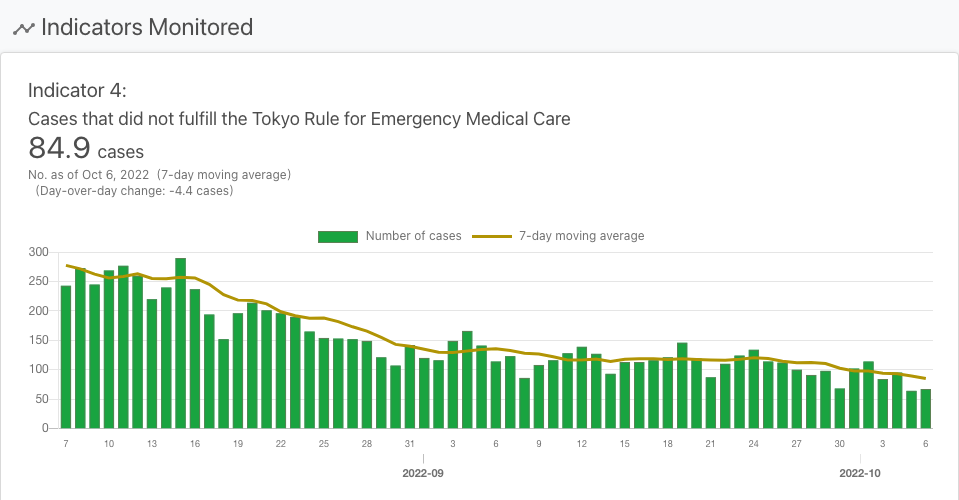 Indicators Monitored
Indicator 4:
Cases that did not fulfill the Tokyo Rule for Emergency Medical Care
84.9 cases
No. as of Oct 6, 2022 (7-day moving average)
(Day-over-day change: -4.4 cases)
Number of cases 7-day moving average
300
250
200
150
100
50
0
7 10 13 16 19 22 25 28 31 3 6 9 12 15 18 21 24 27 30 3 6
2022-09 2022-10